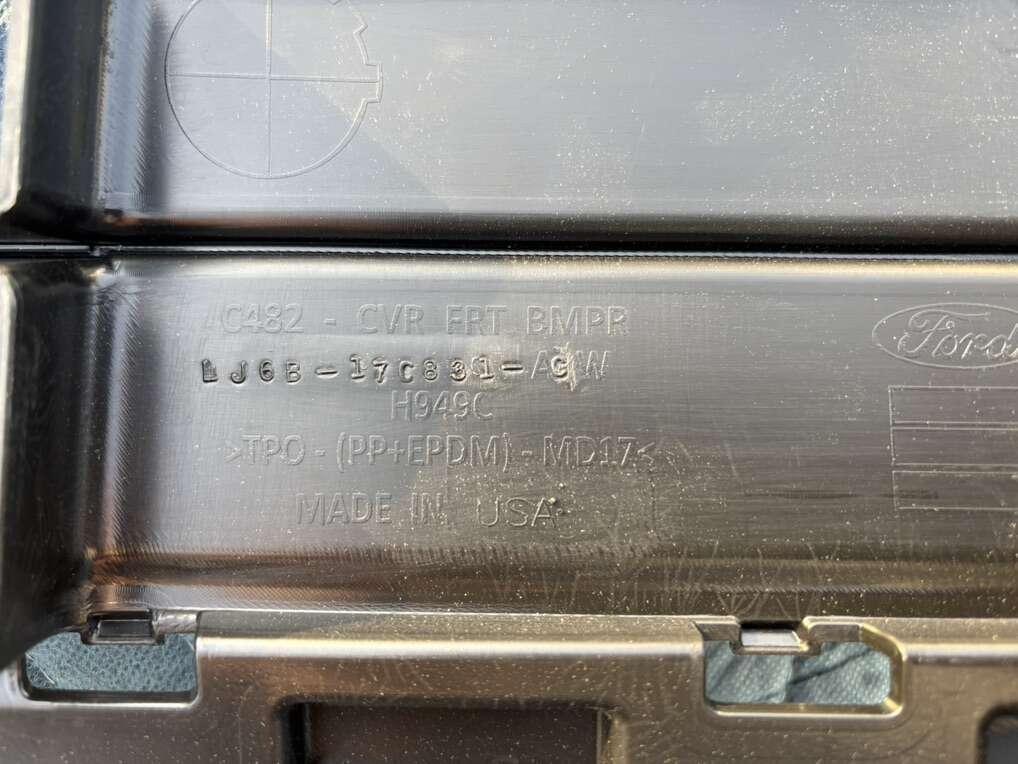 C482 - CVR FRT BMPR
Ford
LJ6B-17C831-AGW
H949C
>TPO - (PP+EPDM) - MD17<
MADE IN USA